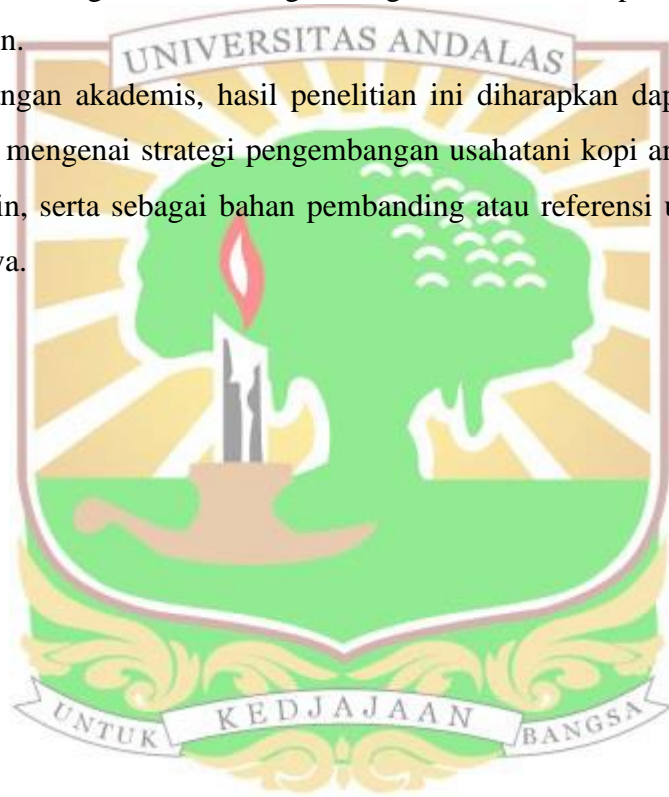 n.
UNIVERSITAS ANDALAS
ngan akademis, hasil penelitian ini diharapkan dap
mengenai strategi pengembangan usahatani kopi ar
in, serta sebagai bahan pembanding atau referensi u
ya.
UNTUK KEDJAJAAN BANGSA